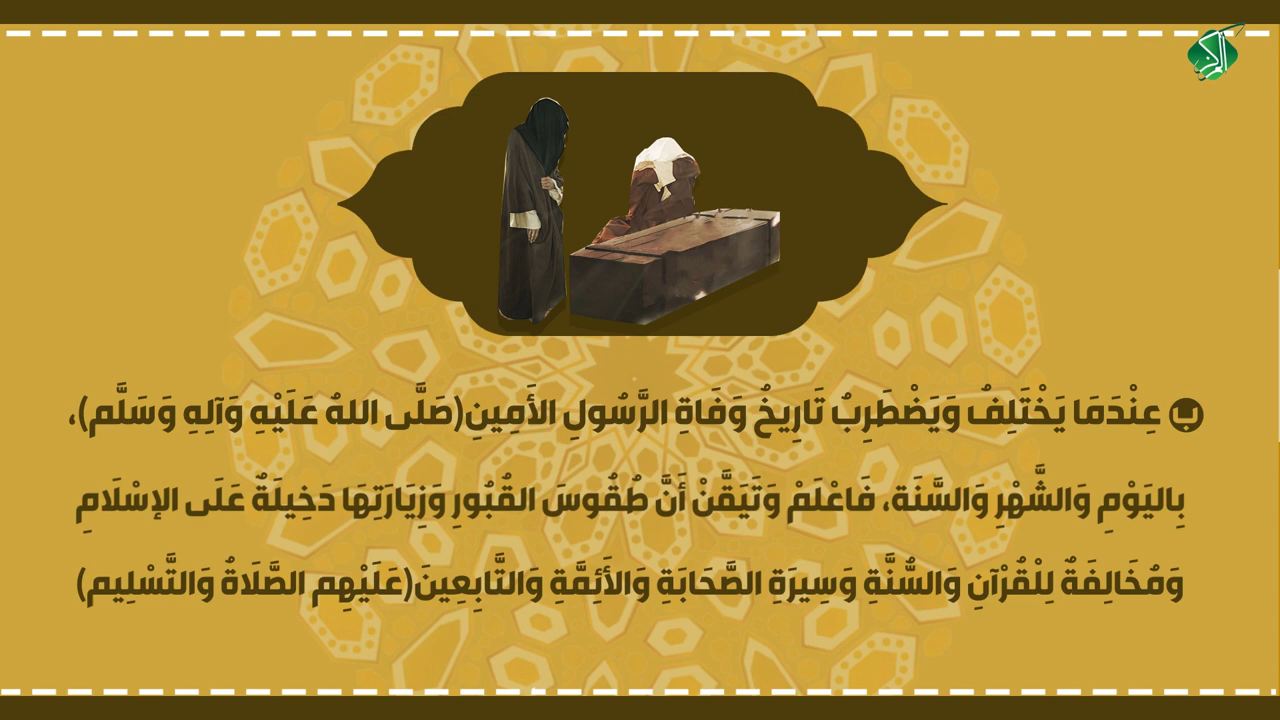 ب عِنْدَمَا يَخْتَلِفُ وَيَضْطَرِبُ تَارِيخُ وَفَاةِ الرَّسُولِ الأَمِينِ(صَلَّى اللهُ عَلَيْهِ وَآلِهِ وَسَلَّم)،
بِاليَوْمِ وَالشَّهْرِ وَالسَّنَة، فَاعْلَمْ وَتَيَقَّنْ أَنَّ طُقُوسَ القُبُورِ وَزِيَارَتِهَا دَخِيلَةٌ عَلَى الإسْلَامِ
وَمُخَالِفَةٌ لِلْقُرْآنِ وَالسُّنَّةِ وَسِيرَةِ الصَّحَابَةِ وَالأَئِمَّةِ وَالتَّابِعِينَ(عَلَيْهِم الصَّلَاةُ وَالتَّسْلِيم)